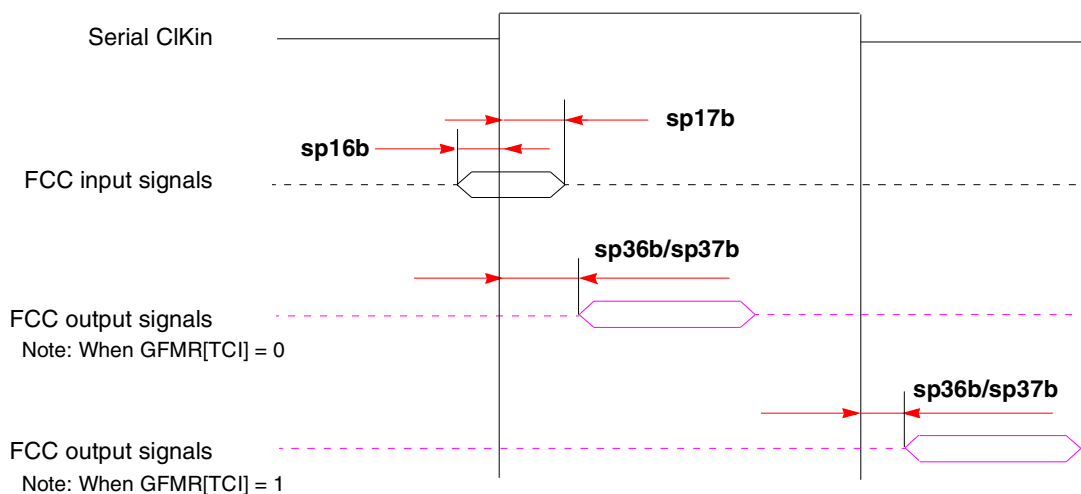 Serial ClKin
sp17b
sp16b
FCC input signals
sp36b/sp37b
FCC output signals
Note: When GFMR[TCI] = 0
sp36b/sp37b
FCC output signals
Note: When GFMR[TCI] = 1